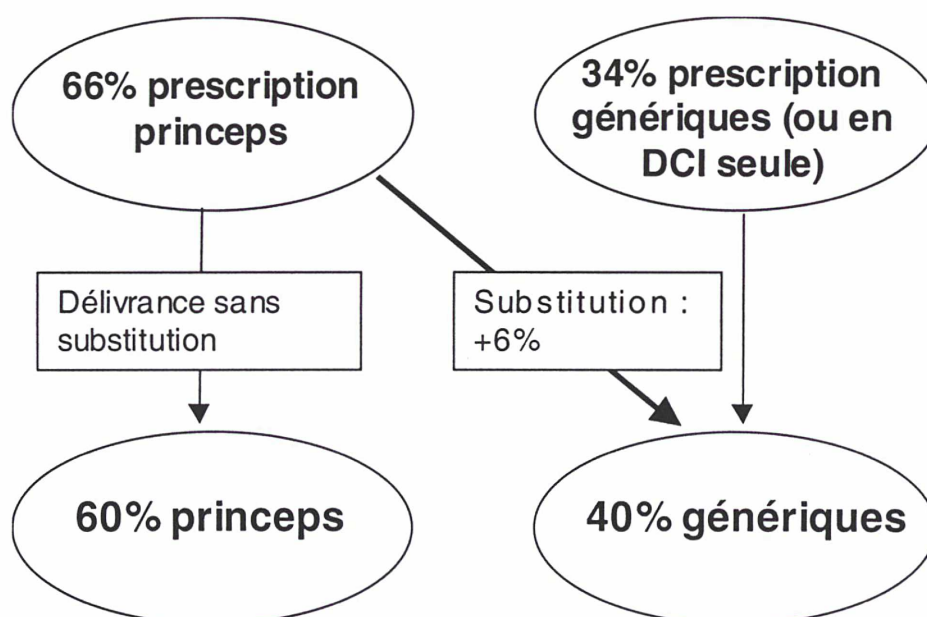 66% prescription
princeps
34% prescription
génériques (ou en
DCI seule)
Délivrance sans
substitution
Substitution :
+6%
60% princeps
40% génériques